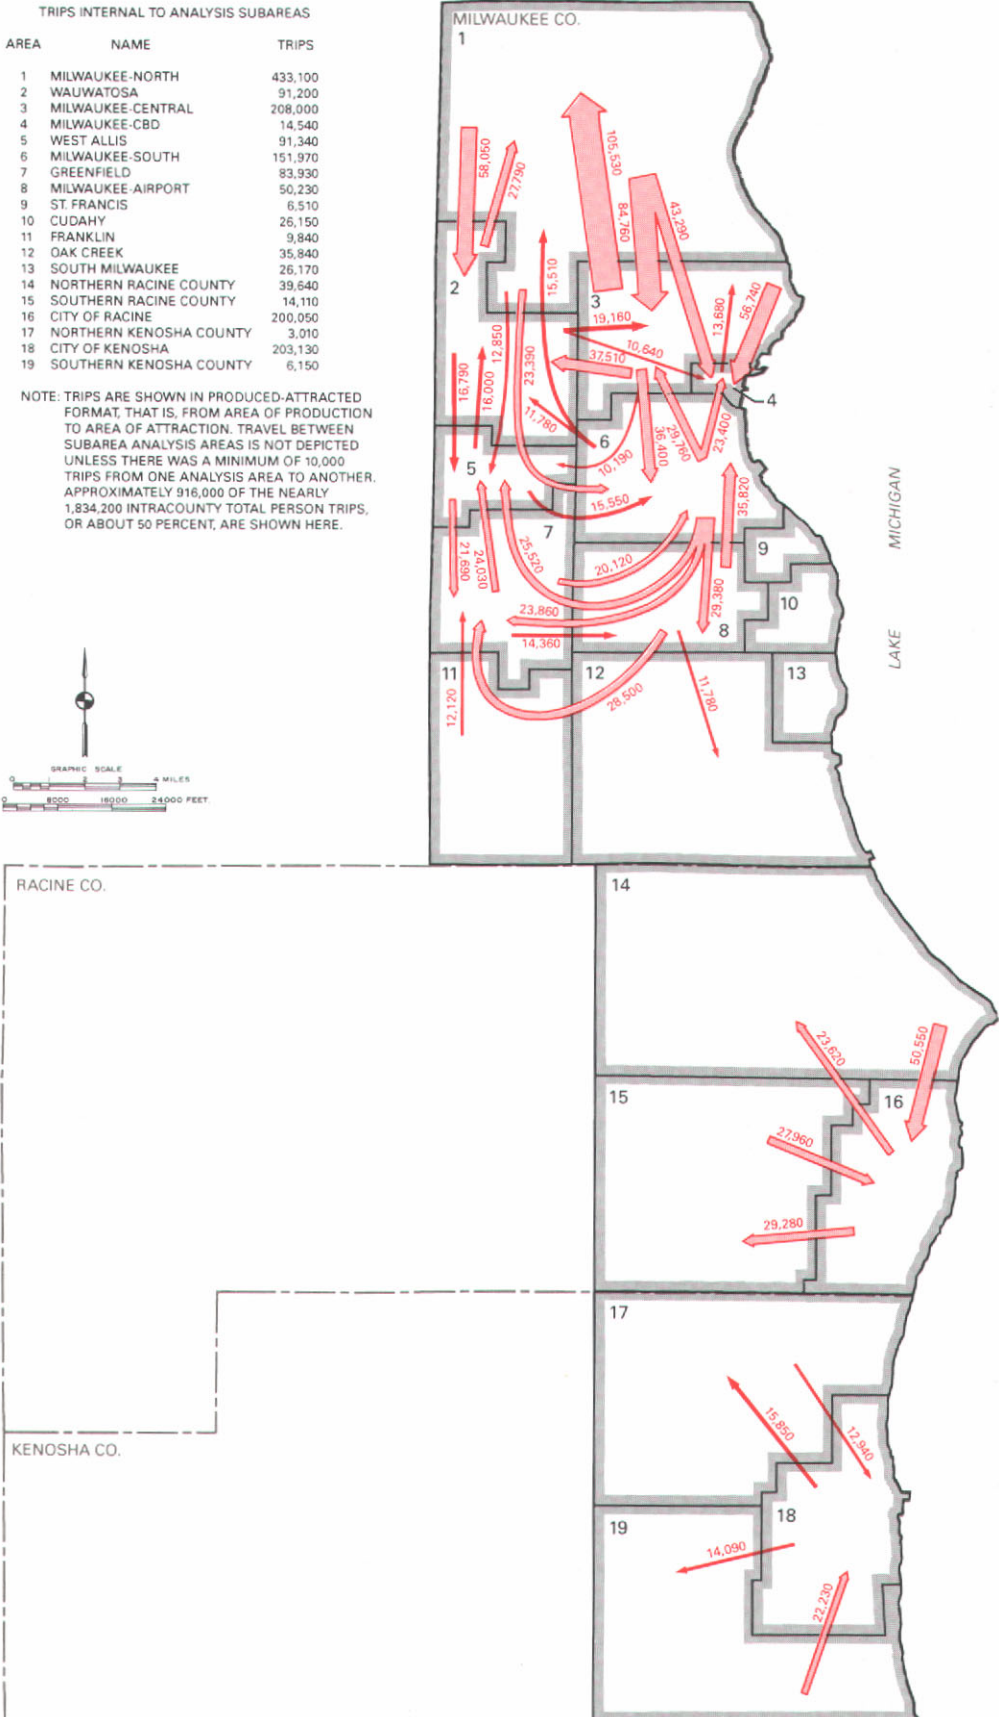 TRIPS INTERNAL TO ANALYSIS SUBAREAS
AREA NAME TRIPS
1 MILWAUKEE-NORTH 433,100
2 WAUWATOSA 91,200
3 MILWAUKEE-CENTRAL 208,000
4 MILWAUKEE-CBD 14,540
5 WEST ALLIS 91,340
6 MILWAUKEE-SOUTH 151,970
7 GREENFIELD 83,930
8 MILWAUKEE-AIRPORT 50,230
9 ST. FRANCIS 6,510
10 CUDAHY 26,150
11 FRANKLIN 9,840
12 OAK CREEK 35,840
13 SOUTH MILWAUKEE 26,170
14 NORTHERN RACINE COUNTY 39,640
15 SOUTHERN RACINE COUNTY 14,110
16 CITY OF RACINE 200,050
17 NORTHERN KENOSHA COUNTY 3,010
18 CITY OF KENOSHA 203,130
19 SOUTHERN KENOSHA COUNTY 6,150
NOTE: TRIPS ARE SHOWN IN PRODUCED-ATTRACTED
FORMAT, THAT IS, FROM AREA OF PRODUCTION
TO AREA OF ATTRACTION. TRAVEL BETWEEN
SUBAREA ANALYSIS AREAS IS NOT DEPICTED
UNLESS THERE WAS A MINIMUM OF 10,000
TRIPS FROM ONE ANALYSIS AREA TO ANOTHER.
APPROXIMATELY 916,000 OF THE NEARLY
1,834,200 INTRACOUNTY TOTAL PERSON TRIPS,
OR ABOUT 50 PERCENT, ARE SHOWN HERE.
GRAPHIC SCALE
0 1 2 3 4 MILES
0 8000 16000 24000 FEET
MILWAUKEE CO.
1
58,050
27,790
105,530
84,760
43,290
2
15,510
3
19,160
13,680
56,740
12,850
10,640
37,510
23,390
16,790
16,000
4
11,780
6
36,400
29,760
23,400
10,190
5
15,550
35,820
7
9
21,690
24,030
25,520
20,120
29,380
10
23,860
8
14,360
11
12
13
12,120
28,500
11,780
LAKE MICHIGAN
RACINE CO.
14
23,620
50,550
15
16
27,960
29,280
17
KENOSHA CO.
15,850
12,940
18
19
14,090
22,230